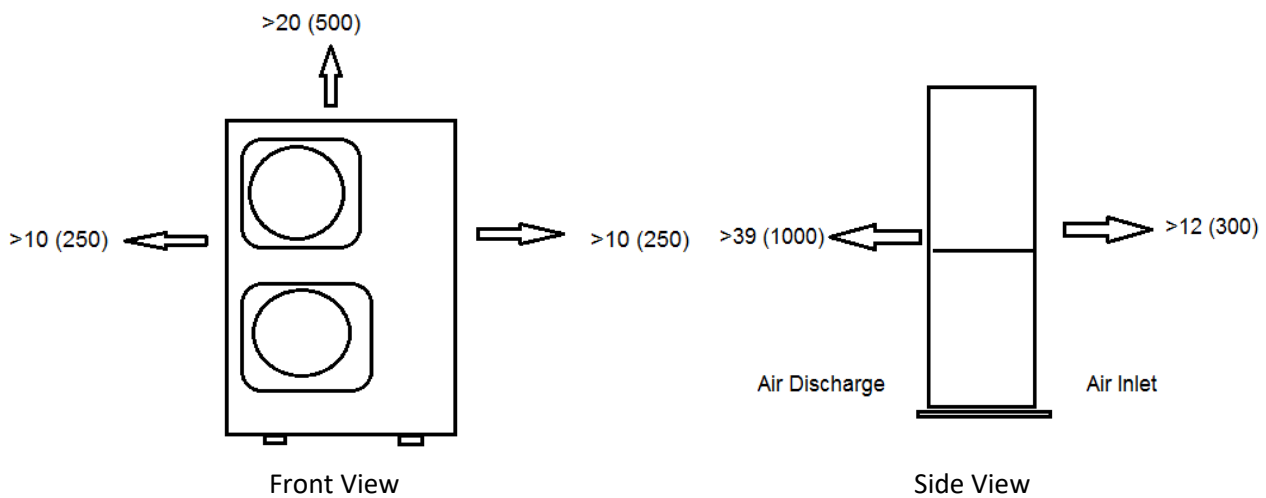 >20 (500)
>10 (250)
>10 (250)
>39 (1000)
>12 (300)
Air Discharge
Air Inlet
Front View
Side View